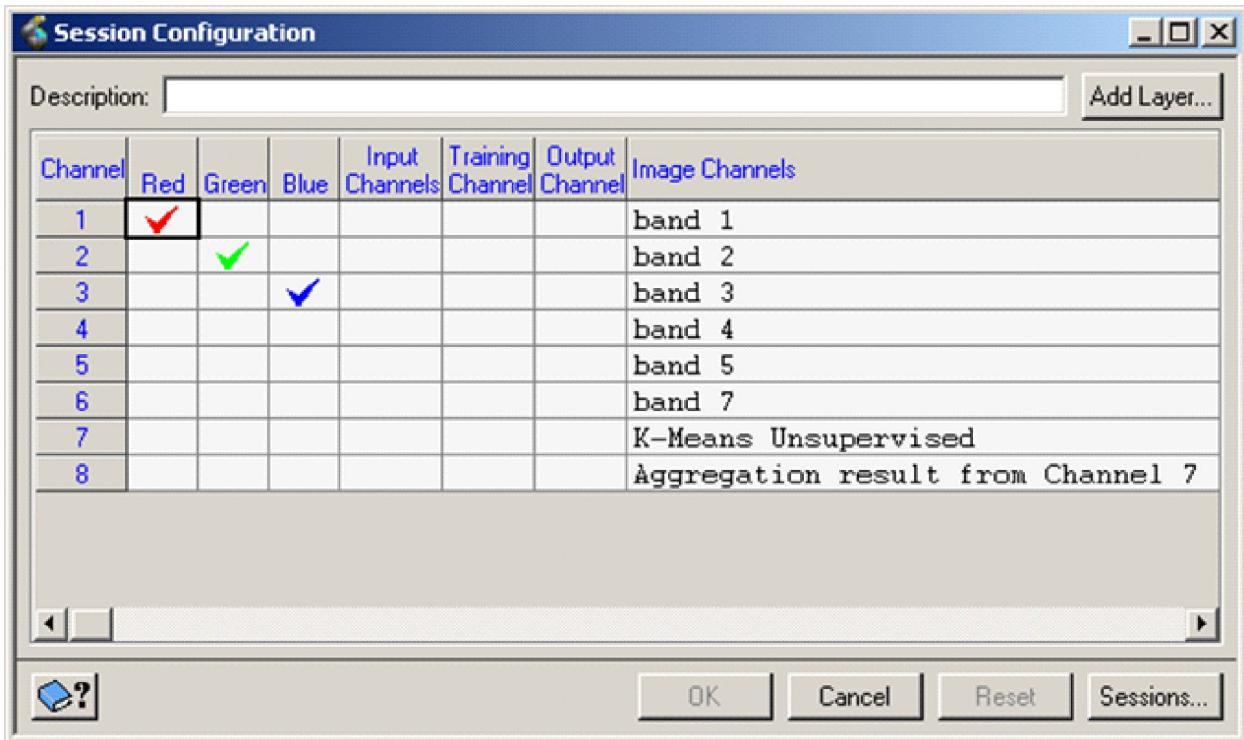 Session Configuration
Description: Add Layer...
Channel Red Green Blue Input Channels Training Channel Output Channel Image Channels
1 band 1
2 band 2
3 band 3
4 band 4
5 band 5
6 band 7
7 K-Means Unsupervised
8 Aggregation result from Channel 7
? OK Cancel Reset Sessions...